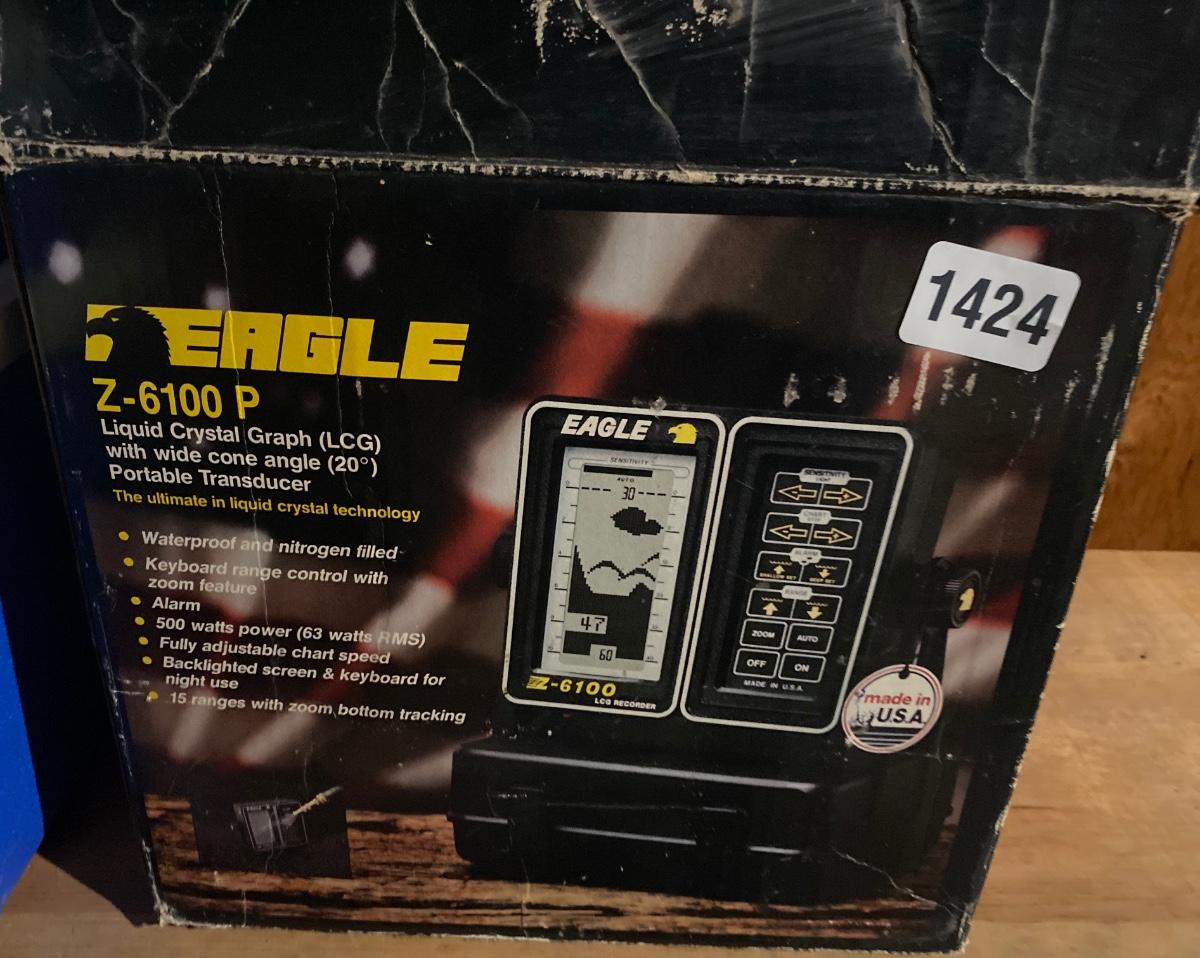 1424
EAGLE
Z-6100 P
Liquid Crystal Graph (LCG)
with wide cone angle (20°)
Portable Transducer
The ultimate in liquid crystal technology
• Waterproof and nitrogen filled
• Keyboard range control with
zoom feature
• Alarm
• 500 watts power (63 watts RMS)
• Fully adjustable chart speed
• Backlighted screen & keyboard for
night use
• 15 ranges with zoom bottom tracking
EAGLE
SENSITIVITY
AUTO
30
47
60
Z-6100
LCG RECORDER
SENSITIVITY
LIGHT
CHART
STOP
ALARM
SHALLOW SET
DEEP SET
RANGE
ZOOM
AUTO
OFF
ON
MADE IN U.S.A.
made in
U.S.A.